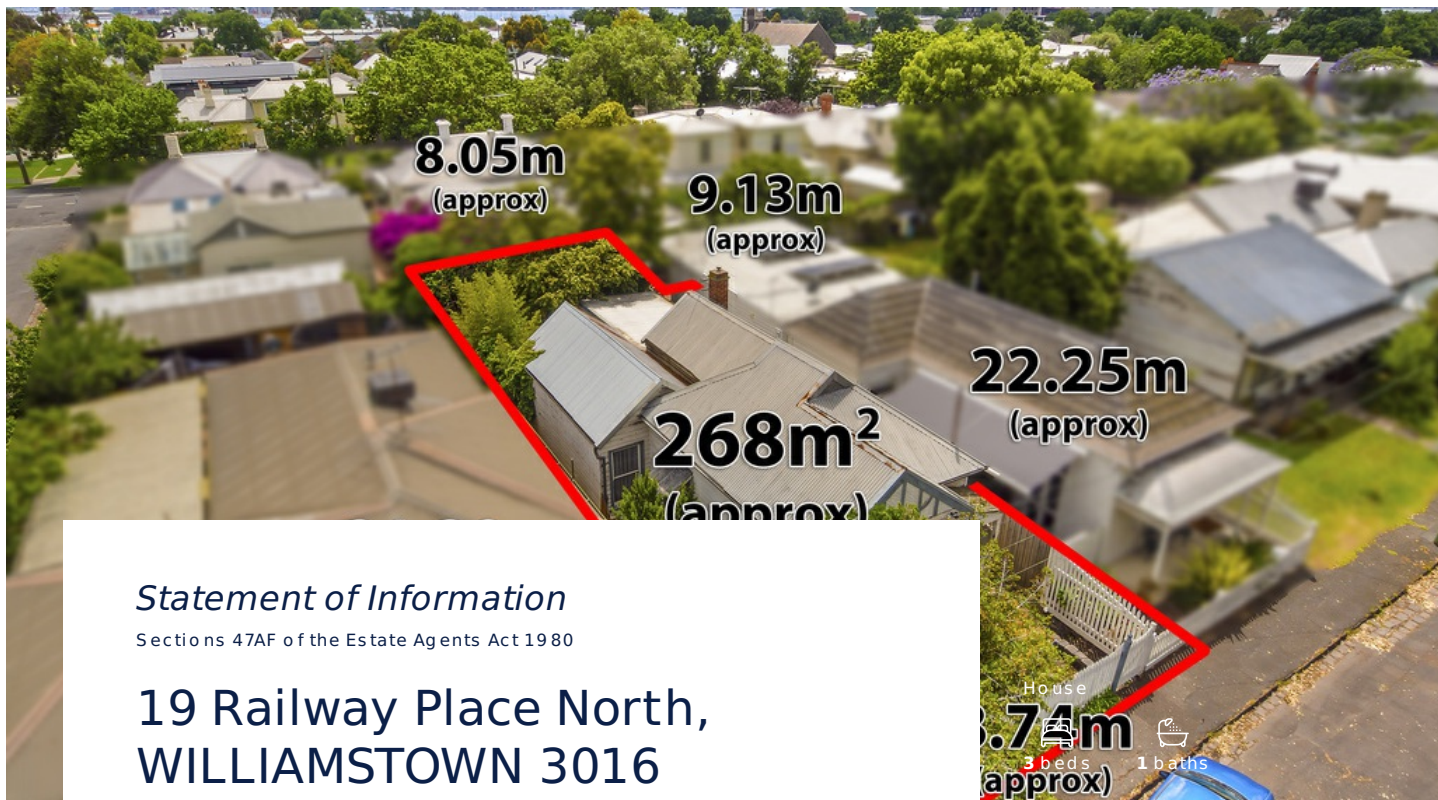 8.05m
(approx)
9.13m
(approx)
22.25m
(approx)
268m²
(approx)
Statement of Information
Sections 47AF of the Estate Agents Act 1980
19 Railway Place North,
WILLIAMSTOWN 3016
House
.74m
3 beds
1 baths
(approx)